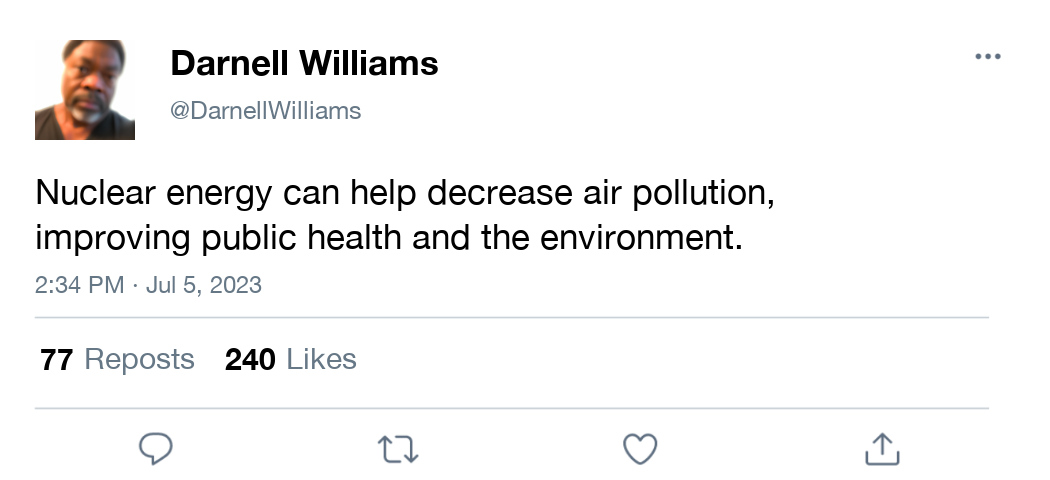 Darnell Williams
@DarnellWilliams
Nuclear energy can help decrease air pollution,
improving public health and the environment.
2:34 PM · Jul 5, 2023
77 Reposts 240 Likes